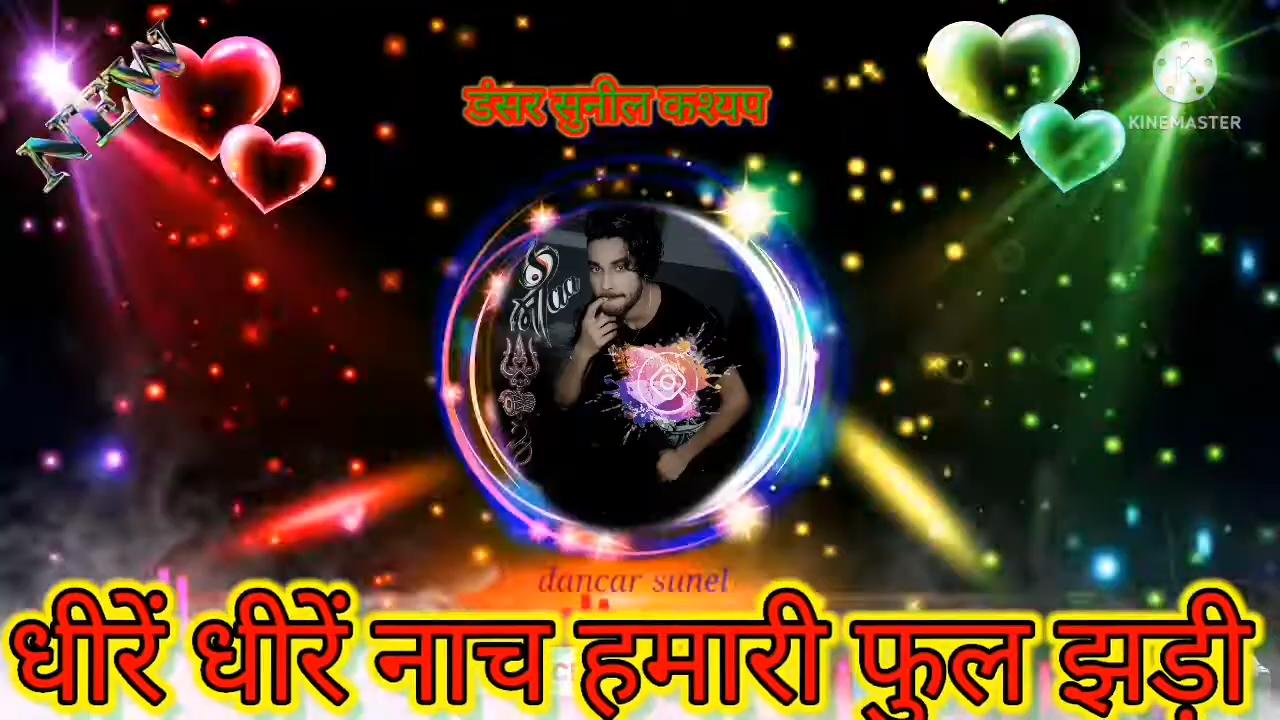 NEW
KINEMASTER
डंसर सुनील कश्यप
dancar sunel
धीरें धीरें नाच हमारी फुल झड़ी